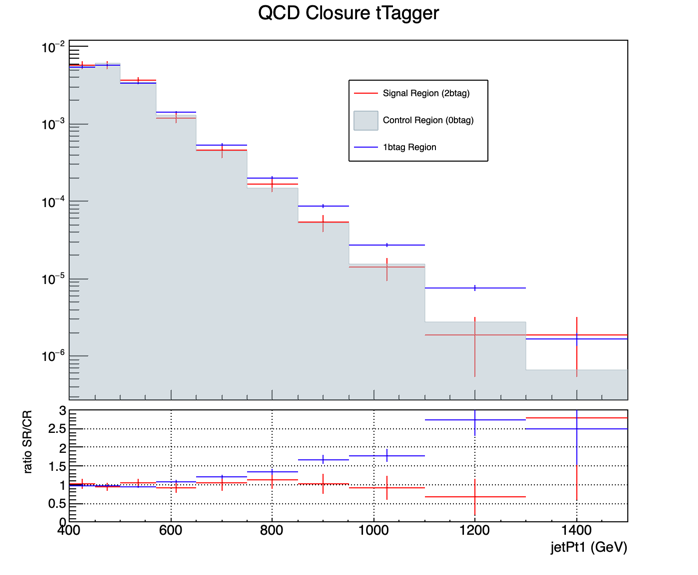 QCD Closure tTagger
10−2
10−3
10−4
10−5
10−6
Signal Region (2btag)
Control Region (0btag)
1btag Region
ratio SR/CR
3
2.5
2
1.5
1
0.5
0
400 600 800 1000 1200 1400
jetPt1 (GeV)